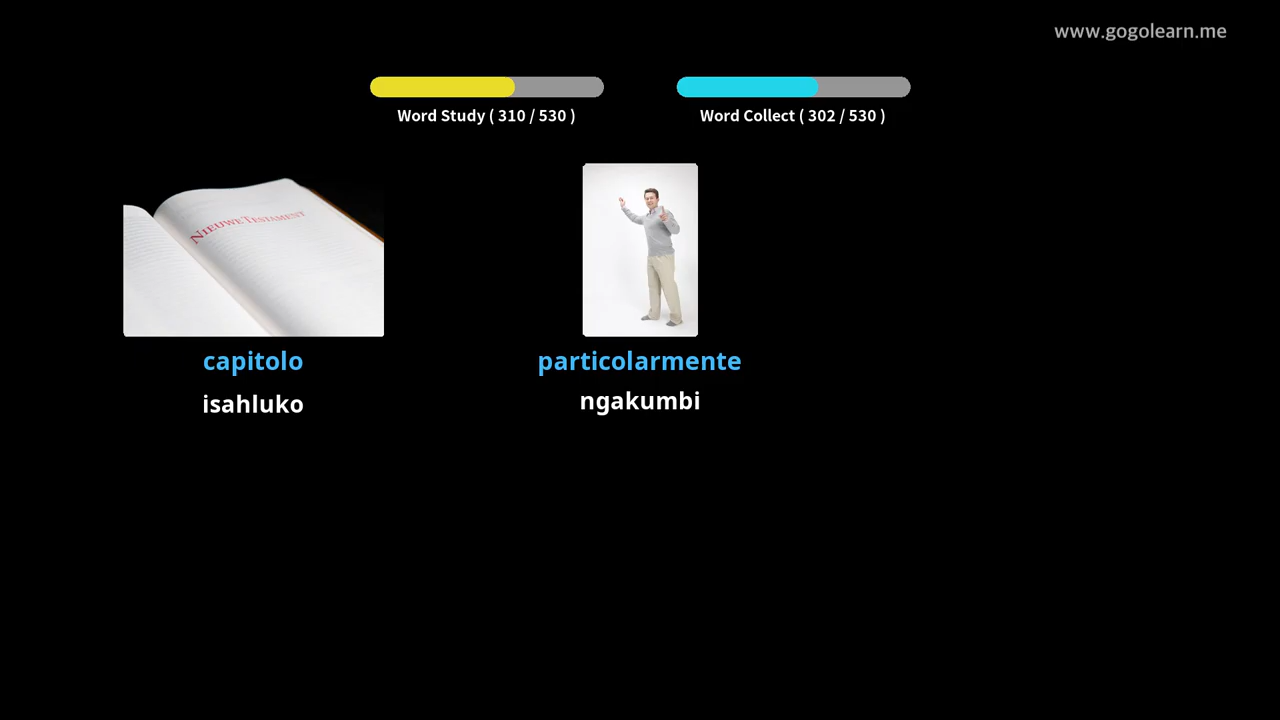 www.gogolearn.me
Word Study ( 310 / 530 )
Word Collect ( 302 / 530 )
NIEUWE TESTAMENT
capitolo
isahluko
particolarmente
ngakumbi